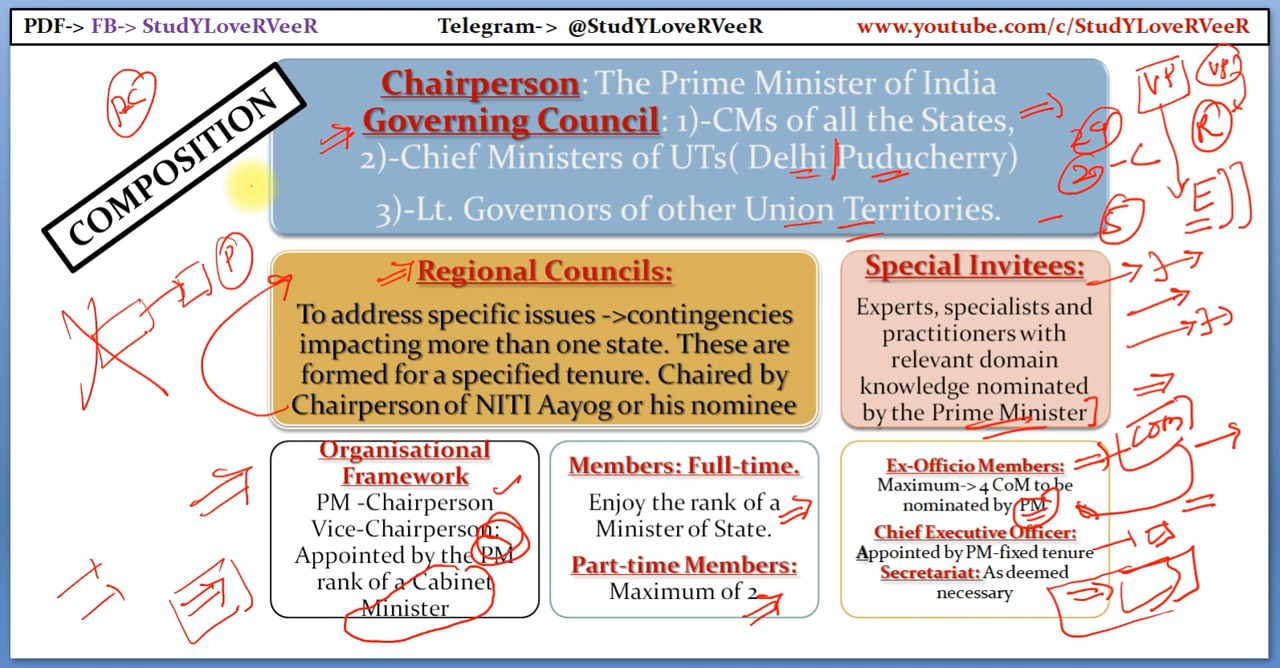 PDF-> FB-> StudYLoveRVeeR Telegram-> @StudYLoveRVeeR www.youtube.com/c/StudYLoveRVeeR
COMPOSITION
Chairperson: The Prime Minister of India
Governing Council: 1)-CMs of all the States,
2)-Chief Ministers of UTs( Delhi Puducherry)
3)-Lt. Governors of other Union Territories.
Regional Councils:
To address specific issues ->contingencies
impacting more than one state. These are
formed for a specified tenure. Chaired by
Chairperson of NITI Aayog or his nominee
Special Invitees:
Experts, specialists and
practitioners with
relevant domain
knowledge nominated
by the Prime Minister
Organisational
Framework
PM -Chairperson
Vice-Chairperson:
Appointed by the PM
rank of a Cabinet
Minister
Members: Full-time.
Enjoy the rank of a
Minister of State.
Part-time Members:
Maximum of 2
Ex-Officio Members:
Maximum-> 4 CoM to be
nominated by PM
Chief Executive Officer:
Appointed by PM-fixed tenure
Secretariat: As deemed
necessary
VP
R
E
5
P
COM